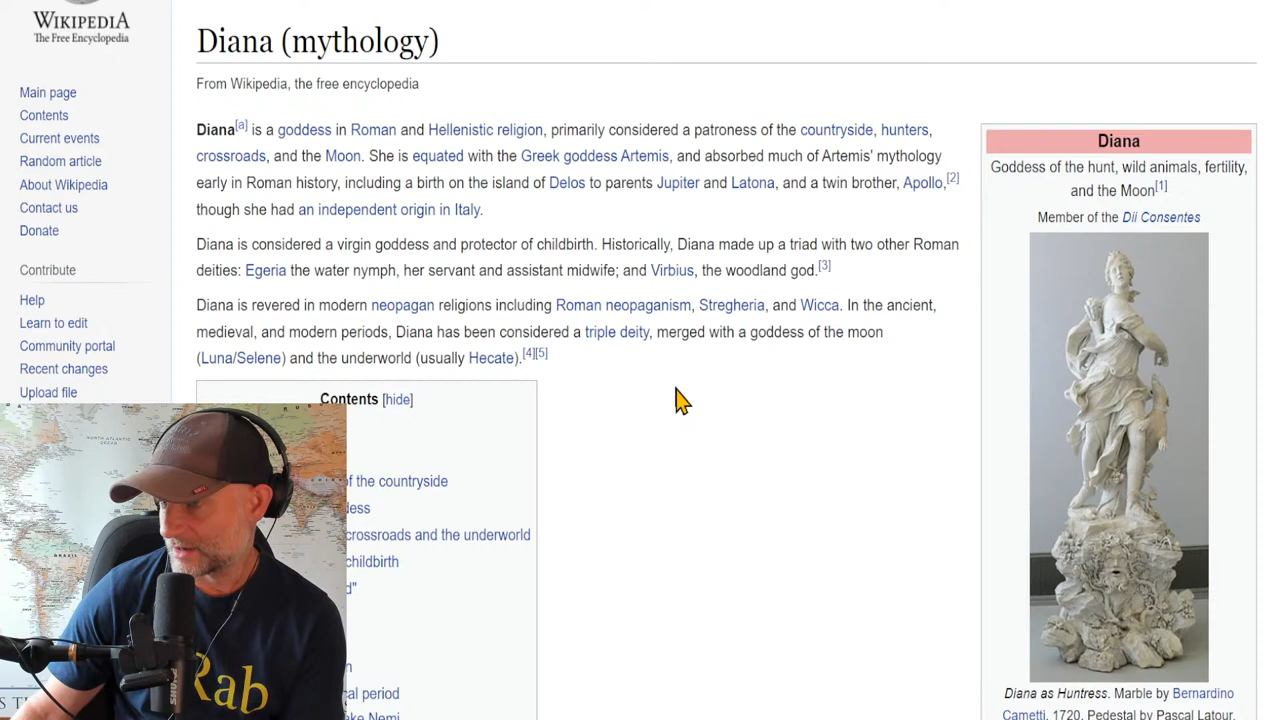 WIKIPEDIA
The Free Encyclopedia
Main page
Contents
Current events
Random article
About Wikipedia
Contact us
Donate
Contribute
Help
Learn to edit
Community portal
Recent changes
Upload file
Diana (mythology)
From Wikipedia, the free encyclopedia
Diana[a] is a goddess in Roman and Hellenistic religion, primarily considered a patroness of the countryside, hunters,
crossroads, and the Moon. She is equated with the Greek goddess Artemis, and absorbed much of Artemis' mythology
early in Roman history, including a birth on the island of Delos to parents Jupiter and Latona, and a twin brother, Apollo,[2]
though she had an independent origin in Italy.
Diana is considered a virgin goddess and protector of childbirth. Historically, Diana made up a triad with two other Roman
deities: Egeria the water nymph, her servant and assistant midwife; and Virbius, the woodland god.[3]
Diana is revered in modern neopagan religions including Roman neopaganism, Stregheria, and Wicca. In the ancient,
medieval, and modern periods, Diana has been considered a triple deity, merged with a goddess of the moon
(Luna/Selene) and the underworld (usually Hecate).[4][5]
Contents [hide]
of the countryside
crossroads and the underworld
childbirth
Diana
Goddess of the hunt, wild animals, fertility,
and the Moon[1]
Member of the Dii Consentes
Diana as Huntress. Marble by Bernardino
Cametti, 1720. Pedestal by Pascal Latour,
NORTH ATLANTIC
OCEAN
BRAZIL
Rab